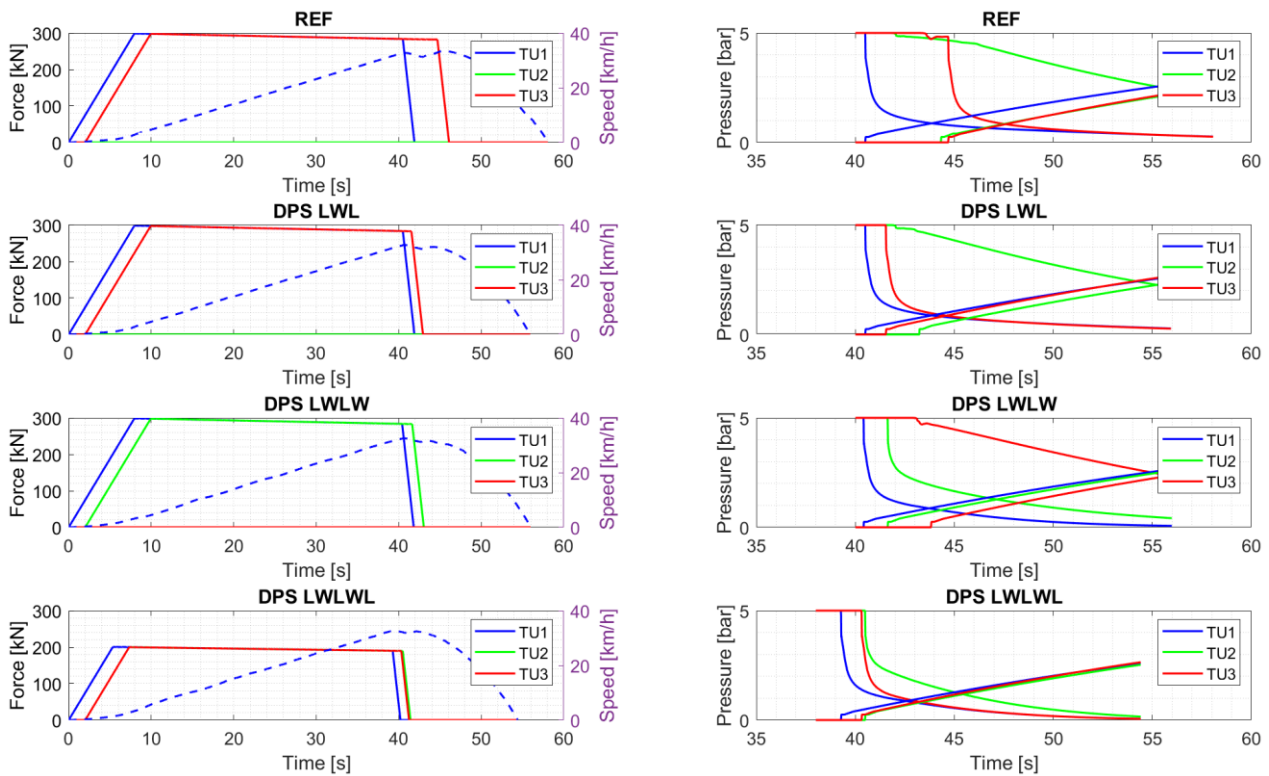 REF
Force [kN]
300
200
100
0
0
10
20
30
40
50
60
Time [s]
40
20
0
Speed [km/h]
TU1
TU2
TU3
REF
Pressure [bar]
5
0
35
40
45
50
55
60
Time [s]
TU1
TU2
TU3
DPS LWL
Force [kN]
300
200
100
0
0
10
20
30
40
50
60
Time [s]
40
20
0
Speed [km/h]
TU1
TU2
TU3
DPS LWL
Pressure [bar]
5
0
35
40
45
50
55
60
Time [s]
TU1
TU2
TU3
DPS LWLW
Force [kN]
300
200
100
0
0
10
20
30
40
50
60
Time [s]
40
20
0
Speed [km/h]
TU1
TU2
TU3
DPS LWLW
Pressure [bar]
5
0
35
40
45
50
55
60
Time [s]
TU1
TU2
TU3
DPS LWLWL
Force [kN]
300
200
100
0
0
10
20
30
40
50
60
Time [s]
40
20
0
Speed [km/h]
TU1
TU2
TU3
DPS LWLWL
Pressure [bar]
5
0
35
40
45
50
55
60
Time [s]
TU1
TU2
TU3